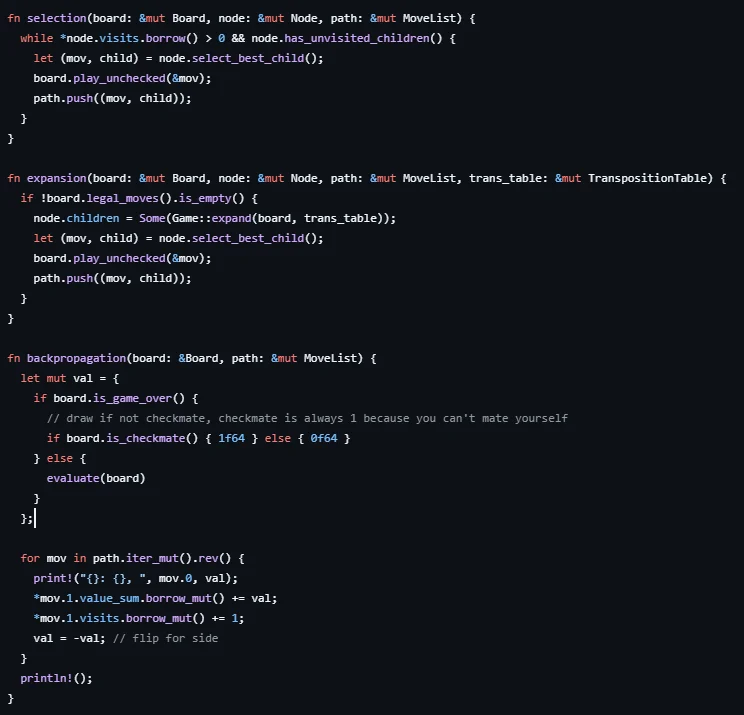 fn selection(board: &mut Board, node: &mut Node, path: &mut MoveList) {
  while *node.visits.borrow() > 0 && node.has_unvisited_children() {
    let (mov, child) = node.select_best_child();
    board.play_unchecked(&mov);
    path.push((mov, child));
  }
}

fn expansion(board: &mut Board, node: &mut Node, path: &mut MoveList, trans_table: &mut TranspositionTable) {
  if !board.legal_moves().is_empty() {
    node.children = Some(Game::expand(board, trans_table));
    let (mov, child) = node.select_best_child();
    board.play_unchecked(&mov);
    path.push((mov, child));
  }
}

fn backpropagation(board: &Board, path: &mut MoveList) {
  let mut val = {
    if board.is_game_over() {
      // draw if not checkmate, checkmate is always 1 because you can't mate yourself
      if board.is_checkmate() { 1f64 } else { 0f64 }
    } else {
      evaluate(board)
    }
  };

  for mov in path.iter_mut().rev() {
    print!("{}: {}, ", mov.0, val);
    *mov.1.value_sum.borrow_mut() += val;
    *mov.1.visits.borrow_mut() += 1;
    val = -val; // flip for side
  }
  println!();
}